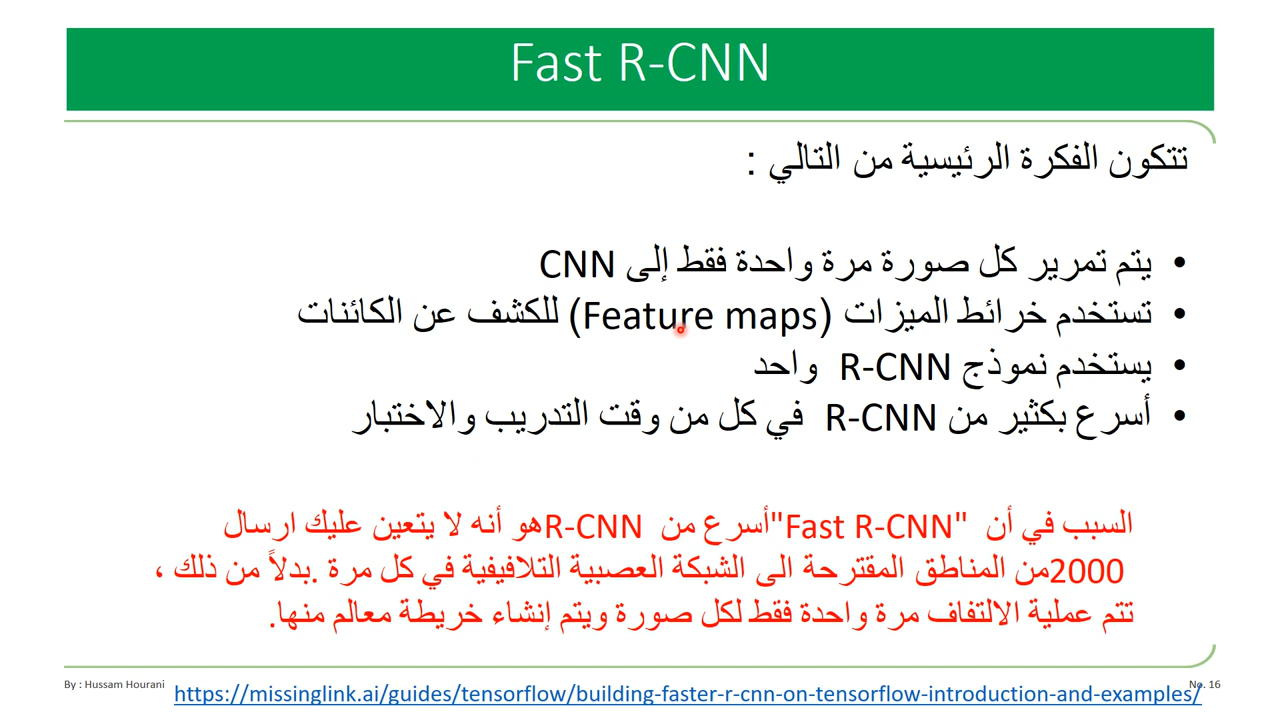 Fast R-CNN
تتكون الفكرة الرئيسية من التالي :
• يتم تمرير كل صورة مرة واحدة فقط إلى CNN
• تستخدم خرائط الميزات (Feature maps) للكشف عن الكائنات
• يستخدم نموذج R-CNN واحد
• أسرع بكثير من R-CNN في كل من وقت التدريب والاختبار
السبب في أن "Fast R-CNN"أسرع من R-CNNهو أنه لا يتعين عليك ارسال
2000من المناطق المقترحة الى الشبكة العصبية التلافيفية في كل مرة .بدلاً من ذلك ،
تتم عملية الالتفاف مرة واحدة فقط لكل صورة ويتم إنشاء خريطة معالم منها.
By : Hussam Hourani
https://missinglink.ai/guides/tensorflow/building-faster-r-cnn-on-tensorflow-introduction-and-examples/
No. 16